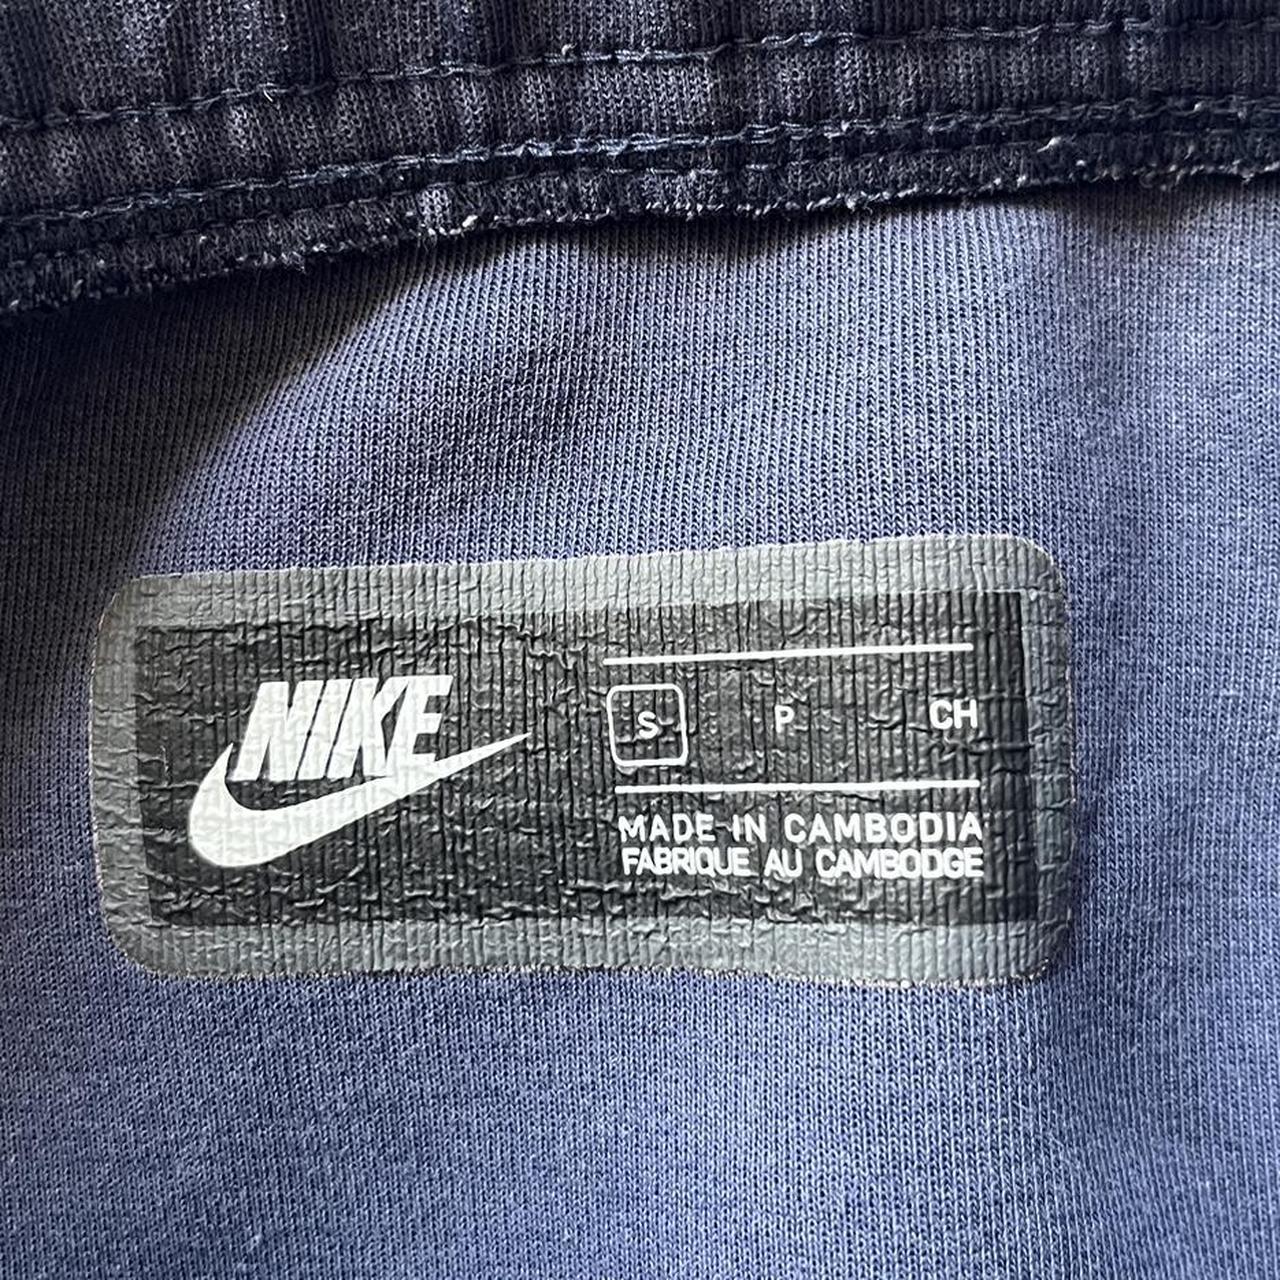 NIKE
S P CH
MADE IN CAMBODIA
FABRIQUE AU CAMBODGE